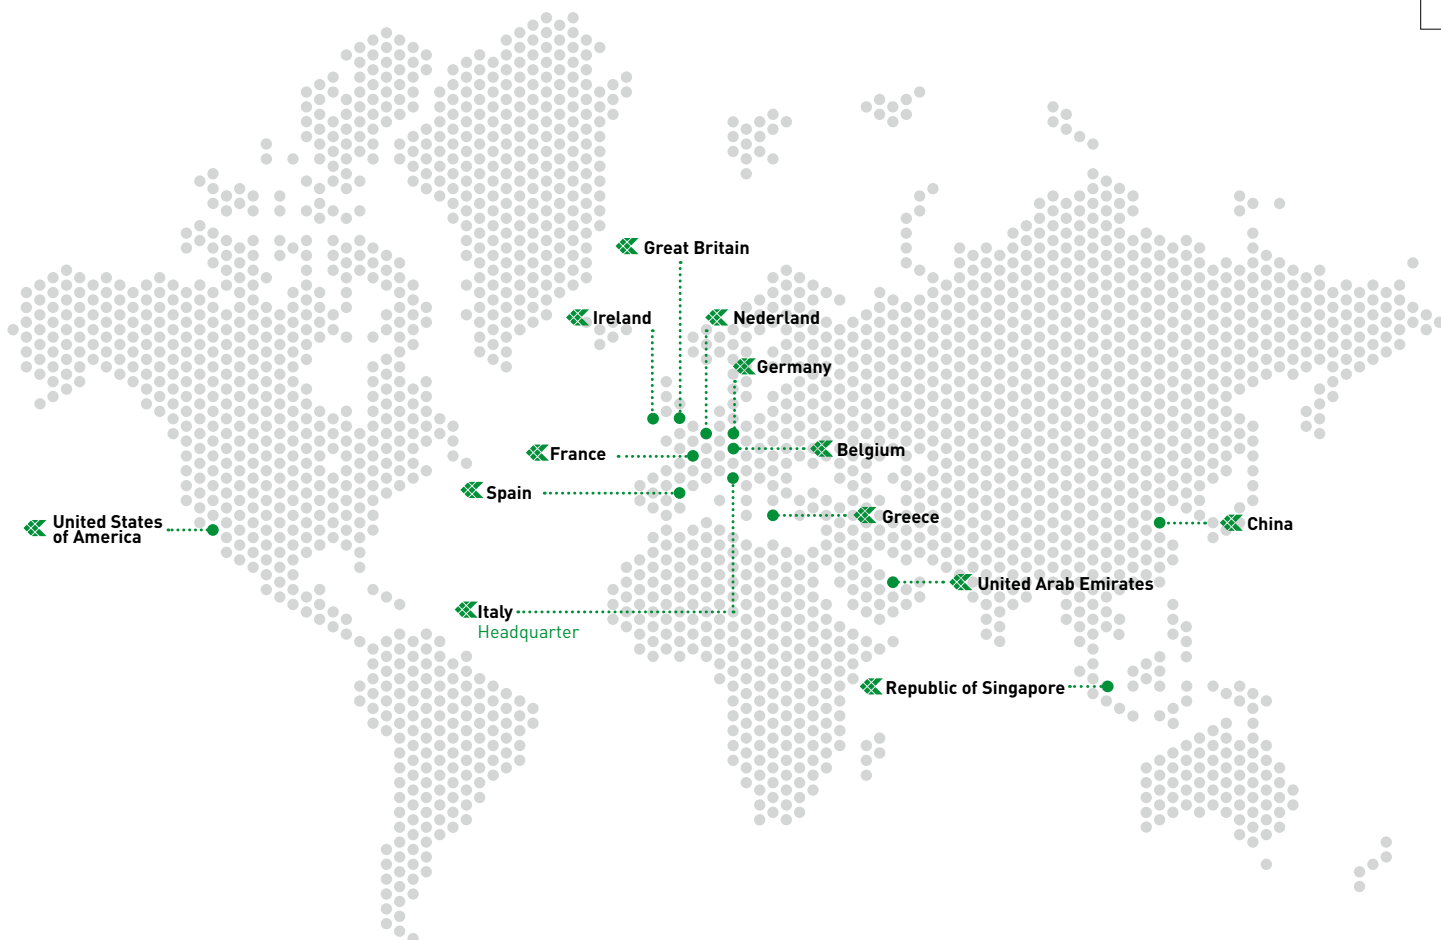 Great Britain
Ireland
Nederland
Germany
France
Belgium
Spain
Greece
United States
of America
China
United Arab Emirates
Italy
Headquarter
Republic of Singapore